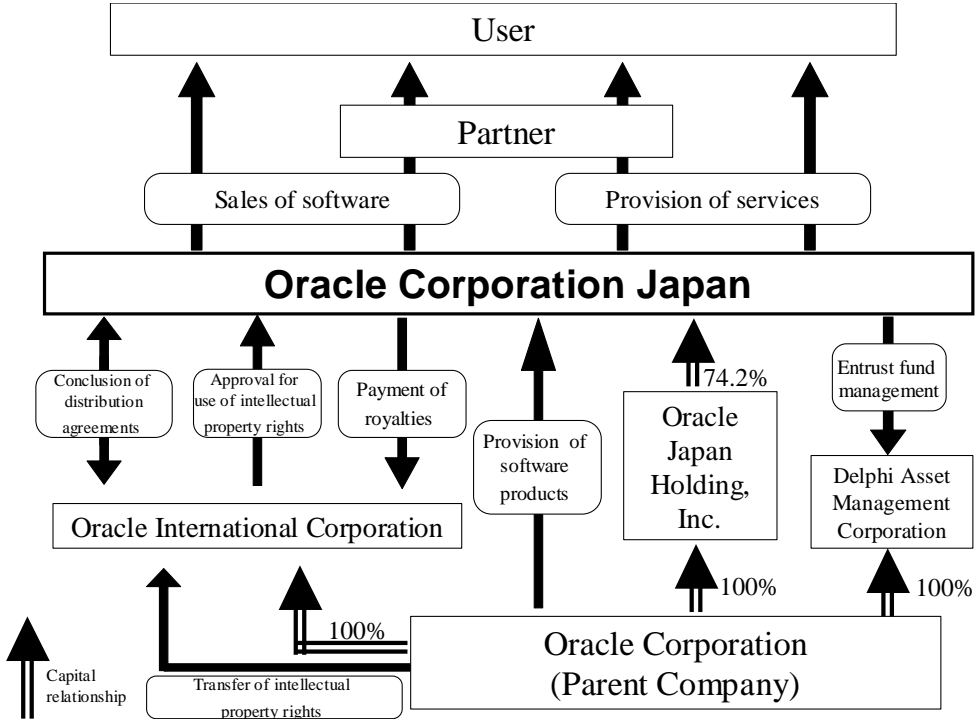 User
Partner
Sales of software
Provision of services
Oracle Corporation Japan
Conclusion of
distribution
agreements
Approval for
use of intellectual
property rights
Payment of
royalties
Provision of
software
products
74.2%
Oracle
Japan
Holding,
Inc.
Entrust fund
management
Delphi Asset
Management
Corporation
Oracle International Corporation
100%
100%
100%
Oracle Corporation
(Parent Company)
Transfer of intellectual
property rights
Capital
relationship